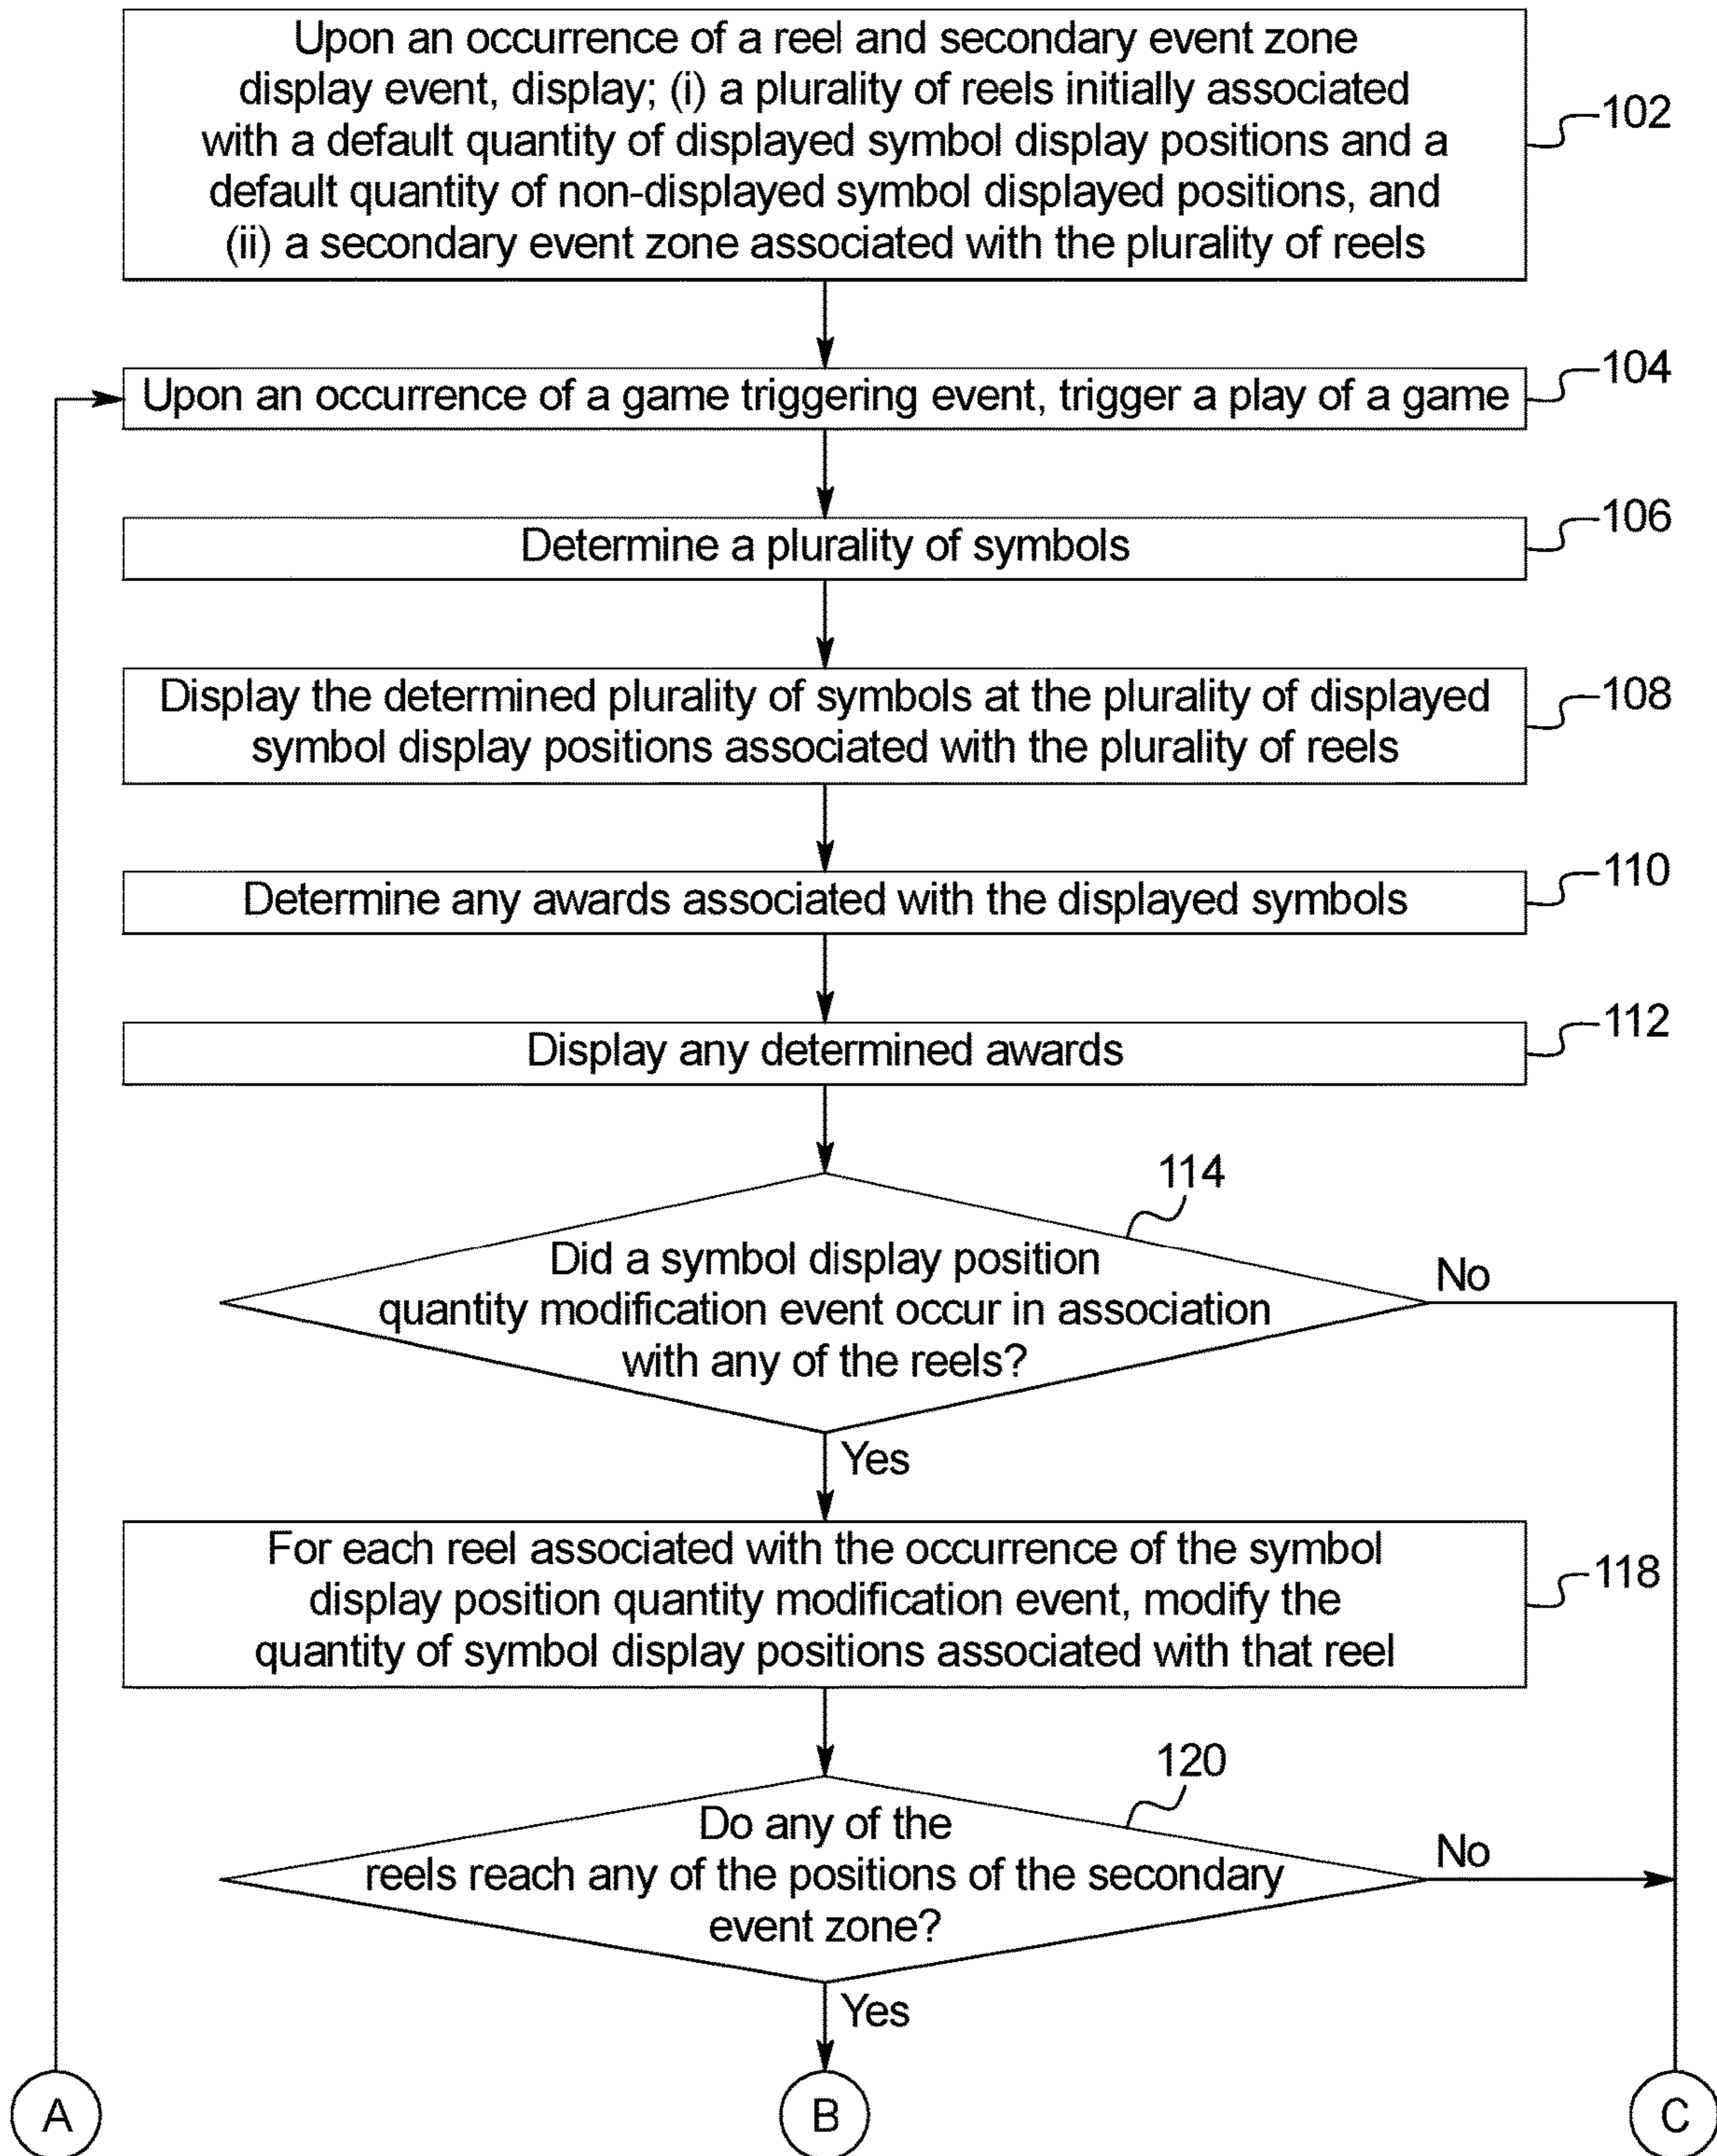 Upon an occurrence of a reel and secondary event zone
display event, display; (i) a plurality of reels initially associated
with a default quantity of displayed symbol display positions and a
default quantity of non-displayed symbol displayed positions, and
(ii) a secondary event zone associated with the plurality of reels
102
Upon an occurrence of a game triggering event, trigger a play of a game
104
Determine a plurality of symbols
106
Display the determined plurality of symbols at the plurality of displayed
symbol display positions associated with the plurality of reels
108
Determine any awards associated with the displayed symbols
110
Display any determined awards
112
114
Did a symbol display position
quantity modification event occur in association
with any of the reels?
No
Yes
For each reel associated with the occurrence of the symbol
display position quantity modification event, modify the
quantity of symbol display positions associated with that reel
118
120
Do any of the
reels reach any of the positions of the secondary
event zone?
No
Yes
A
B
C